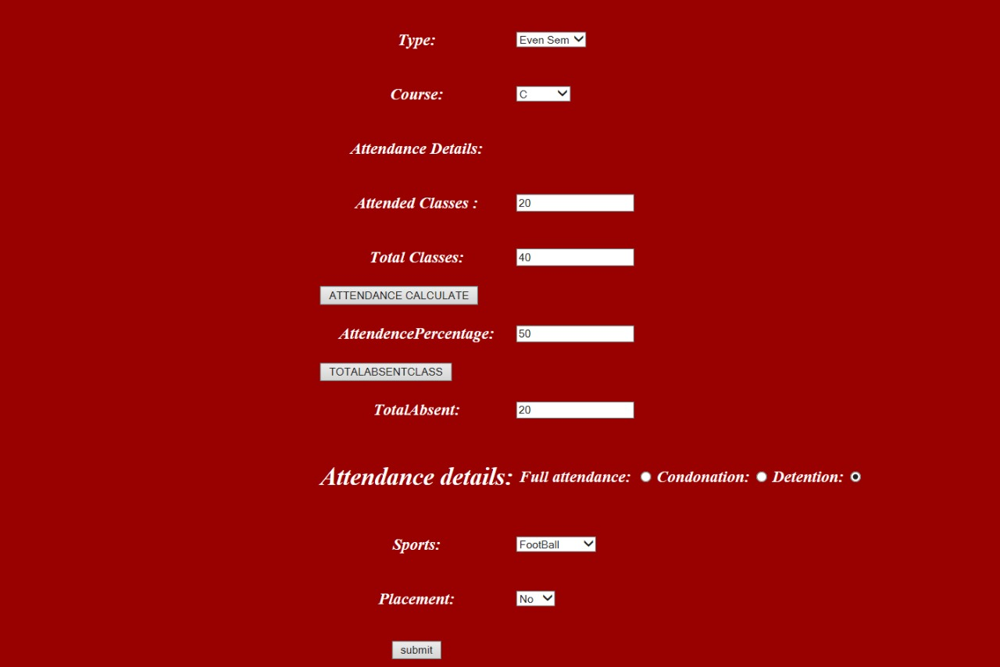 Type: Even Sem
Course: C
Attendance Details:
Attended Classes : 20
Total Classes: 40
ATTENDANCE CALCULATE
AttendencePercentage: 50
TOTALABSENTCLASS
TotalAbsent: 20
Attendance details: Full attendance: Condonation: Detention:
Sports: FootBall
Placement: No
submit